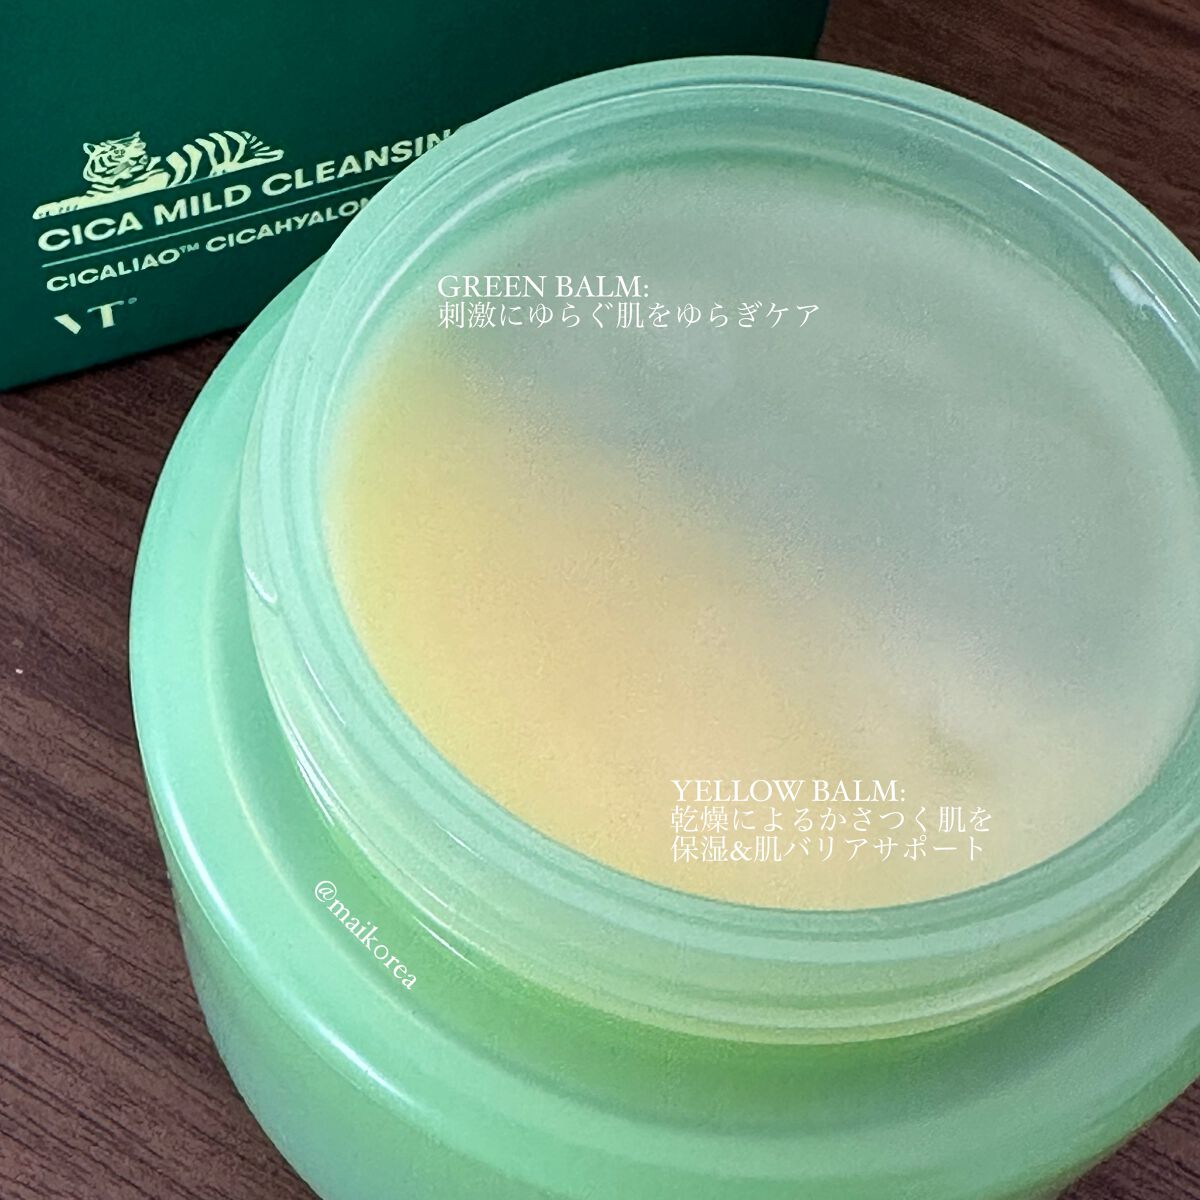 CICA MILD CLEANSING
CICALIAO™ CICAHYALON
VT
GREEN BALM:
刺激にゆらぐ肌をゆらぎケア
YELLOW BALM:
乾燥によるかさつく肌を
保湿&肌バリアサポート
@maikorea